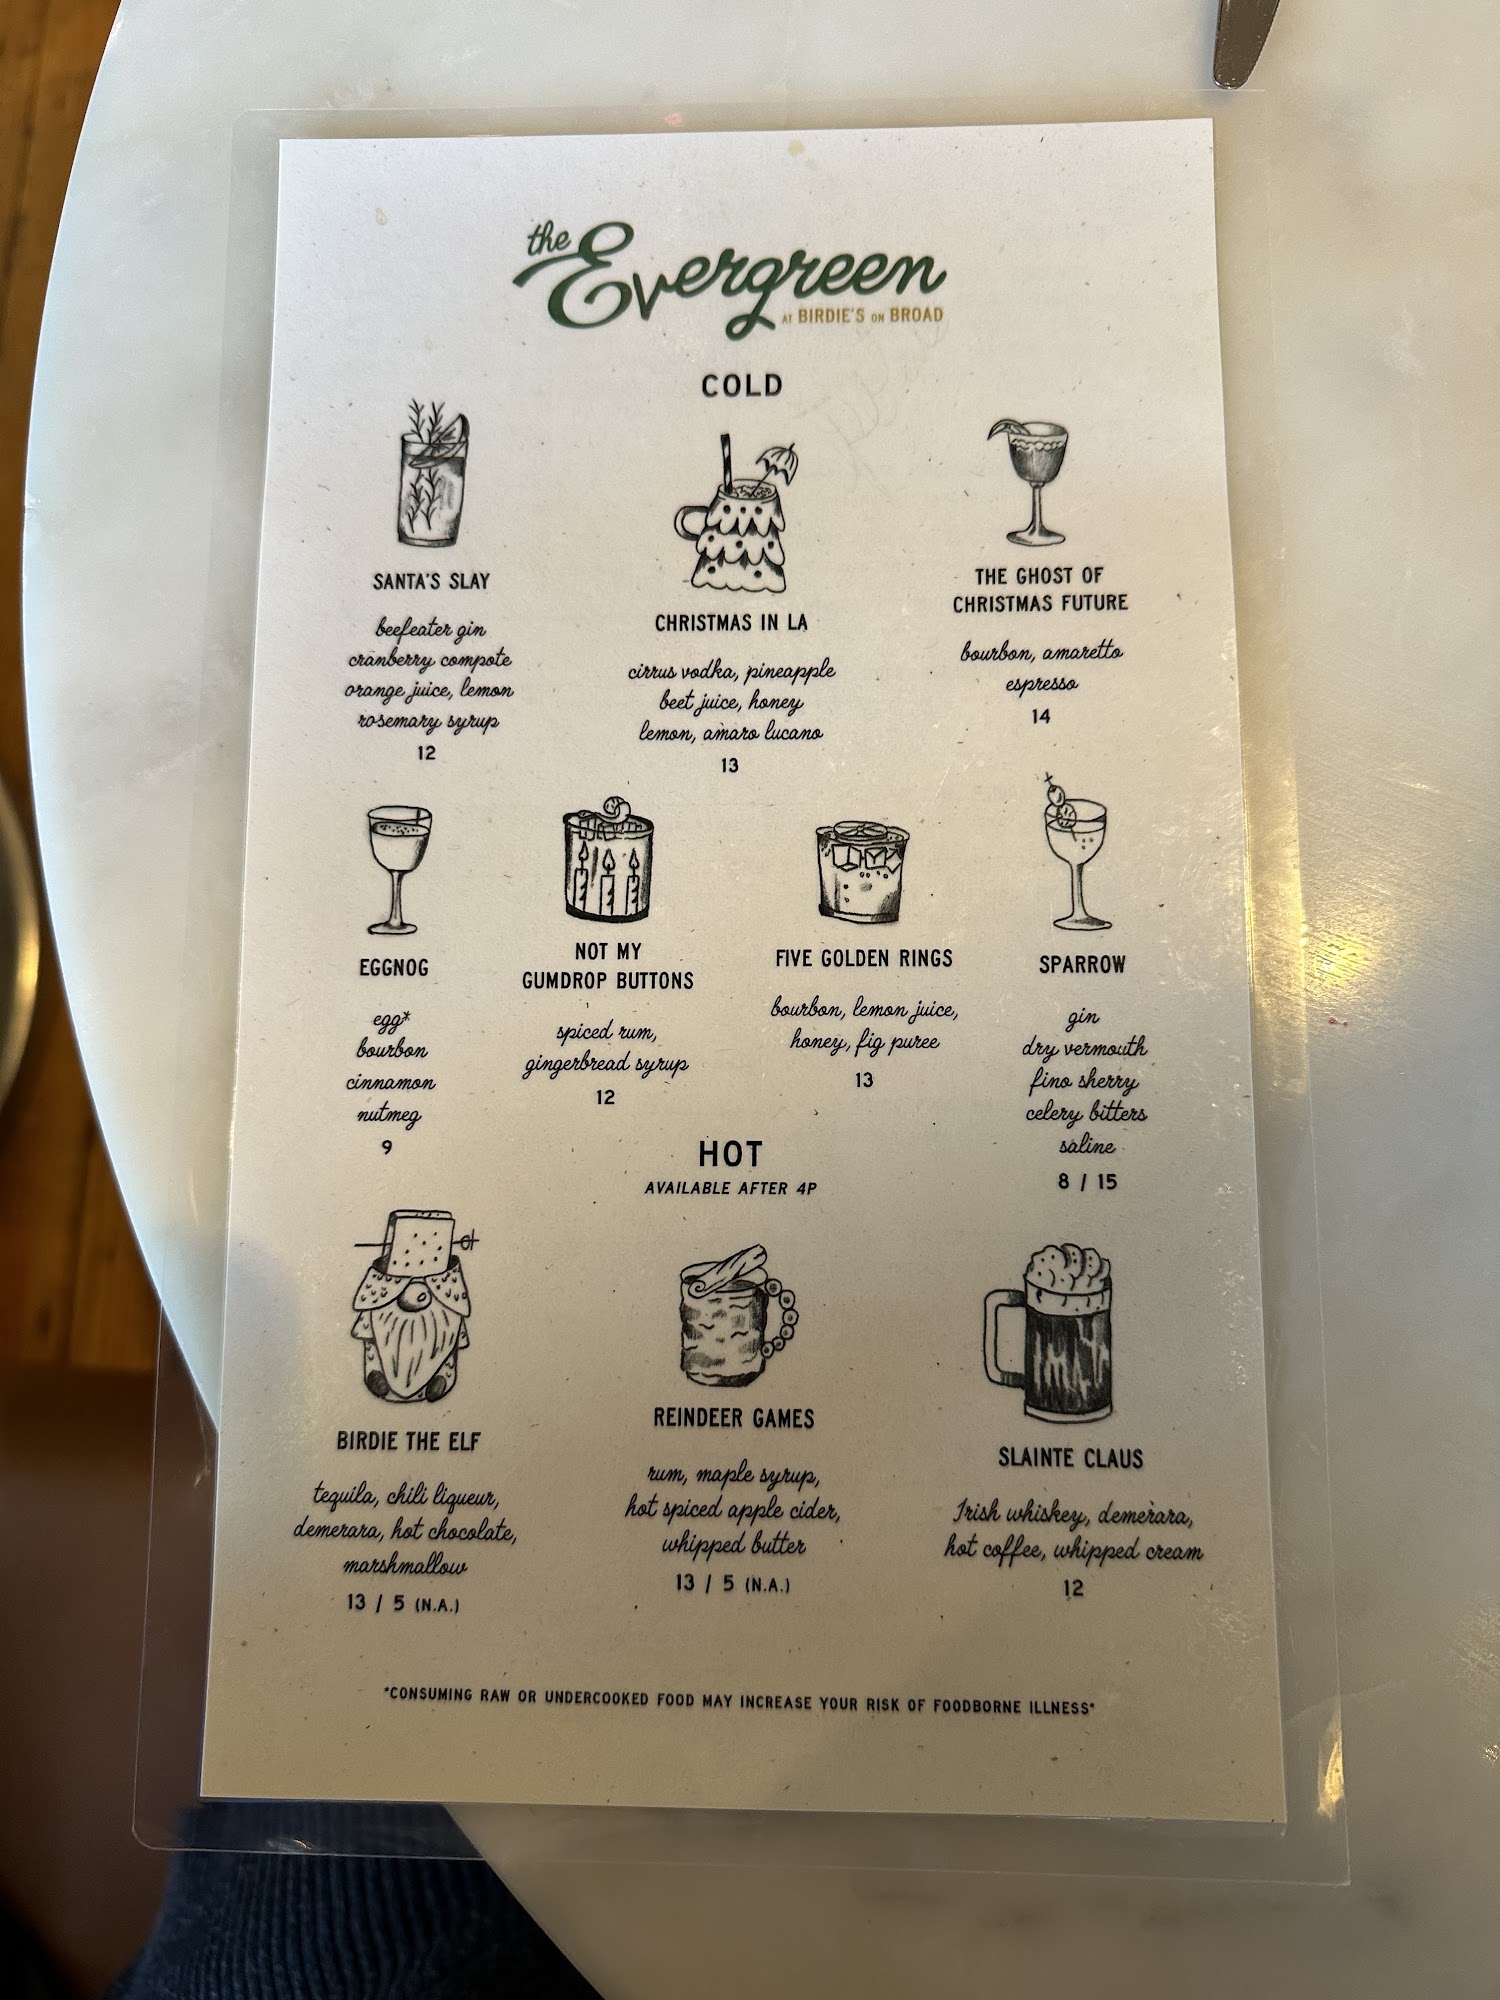 the Evergreen
AT BIRDIE'S ON BROAD
COLD
SANTA'S SLAY
beefeater gin
cranberry compote
orange juice, lemon
rosemary syrup
12
CHRISTMAS IN LA
cirrus vodka, pineapple
beet juice, honey
lemon, amaro lucano
13
THE GHOST OF
CHRISTMAS FUTURE
bourbon, amaretto
espresso
14
EGGNOG
egg*
bourbon
cinnamon
nutmeg
9
NOT MY
GUMDROP BUTTONS
spiced rum,
gingerbread syrup
12
FIVE GOLDEN RINGS
bourbon, lemon juice,
honey, fig puree
13
SPARROW
gin
dry vermouth
fino sherry
celery bitters
saline
8 / 15
HOT
AVAILABLE AFTER 4P
BIRDIE THE ELF
tequila, chili liqueur,
demerara, hot chocolate,
marshmallow
13 / 5 (N.A.)
REINDEER GAMES
rum, maple syrup,
hot spiced apple cider,
whipped butter
13 / 5 (N.A.)
SLAINTE CLAUS
Irish whiskey, demerara,
hot coffee, whipped cream
12
*CONSUMING RAW OR UNDERCOOKED FOOD MAY INCREASE YOUR RISK OF FOODBORNE ILLNESS*